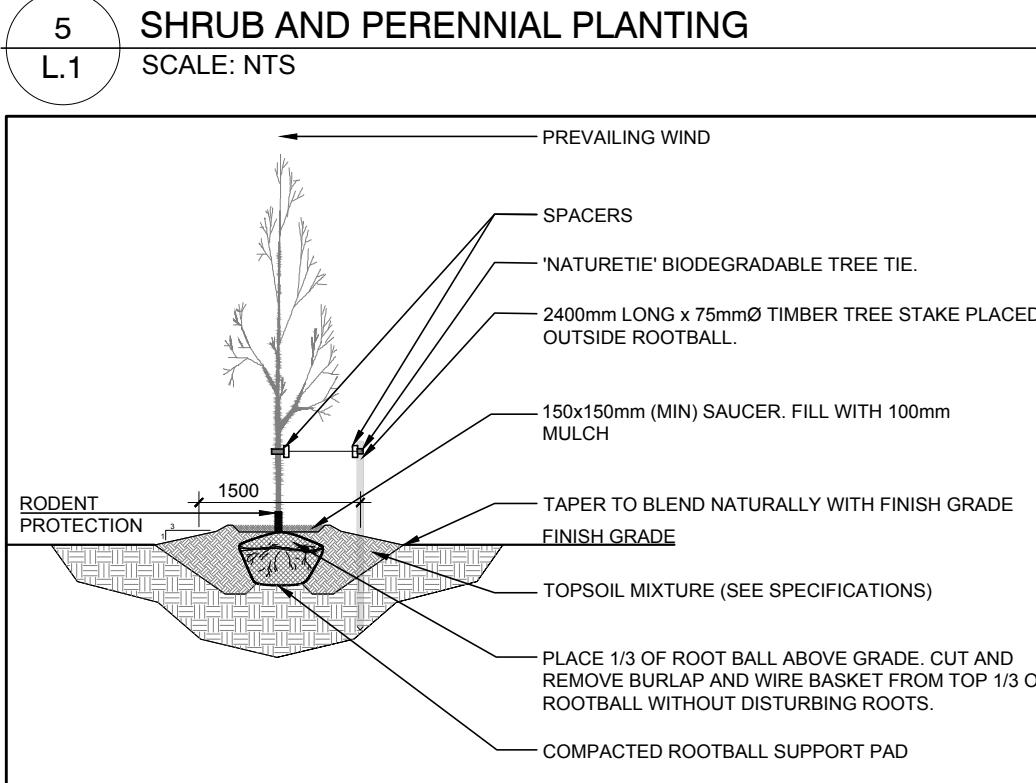 5
SHRUB AND PERENNIAL PLANTING
L.1
SCALE: NTS
PREVAILING WIND
SPACERS
'NATURETIE' BIODEGRADABLE TREE TIE.
2400mm LONG x 75mmØ TIMBER TREE STAKE PLACED
OUTSIDE ROOTBALL.
150x150mm (MIN) SAUCER. FILL WITH 100mm
MULCH
1500
RODENT
PROTECTION
3
1
TAPER TO BLEND NATURALLY WITH FINISH GRADE
FINISH GRADE
TOPSOIL MIXTURE (SEE SPECIFICATIONS)
PLACE 1/3 OF ROOT BALL ABOVE GRADE. CUT AND
REMOVE BURLAP AND WIRE BASKET FROM TOP 1/3 O
ROOTBALL WITHOUT DISTURBING ROOTS.
COMPACTED ROOTBALL SUPPORT PAD